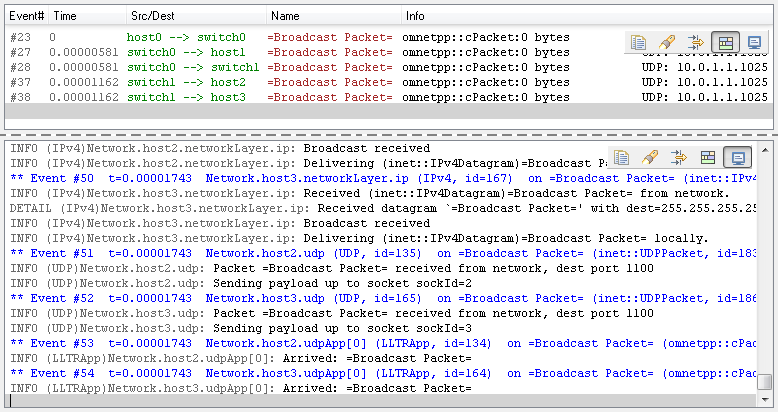 Event# Time Src/Dest Name Info
#23 0 host0 --> switch0 =Broadcast Packet= omnetpp::cPacket:0 bytes
#27 0.00000581 switch0 --> host1 =Broadcast Packet= omnetpp::cPacket:0 bytes UDP: 10.0.1.1.1025
#28 0.00000581 switch0 --> switch1 =Broadcast Packet= omnetpp::cPacket:0 bytes UDP: 10.0.1.1.1025
#37 0.00001162 switch1 --> host2 =Broadcast Packet= omnetpp::cPacket:0 bytes UDP: 10.0.1.1.1025
#38 0.00001162 switch1 --> host3 =Broadcast Packet= omnetpp::cPacket:0 bytes UDP: 10.0.1.1.1025
INFO (IPv4)Network.host2.networkLayer.ip: Broadcast received
INFO (IPv4)Network.host2.networkLayer.ip: Delivering (inet::IPv4Datagram)=Broadcast Pa
** Event #50 t=0.00001743 Network.host3.networkLayer.ip (IPv4, id=167) on =Broadcast Packet= (inet::IPv4
INFO (IPv4)Network.host3.networkLayer.ip: Received (inet::IPv4Datagram)=Broadcast Packet= from network.
DETAIL (IPv4)Network.host3.networkLayer.ip: Received datagram `=Broadcast Packet=' with dest=255.255.255.25
INFO (IPv4)Network.host3.networkLayer.ip: Broadcast received
INFO (IPv4)Network.host3.networkLayer.ip: Delivering (inet::IPv4Datagram)=Broadcast Packet= locally.
** Event #51 t=0.00001743 Network.host2.udp (UDP, id=135) on =Broadcast Packet= (inet::UDPPacket, id=183
INFO (UDP)Network.host2.udp: Packet =Broadcast Packet= received from network, dest port 1100
INFO (UDP)Network.host2.udp: Sending payload up to socket sockId=2
** Event #52 t=0.00001743 Network.host3.udp (UDP, id=165) on =Broadcast Packet= (inet::UDPPacket, id=186
INFO (UDP)Network.host3.udp: Packet =Broadcast Packet= received from network, dest port 1100
INFO (UDP)Network.host3.udp: Sending payload up to socket sockId=3
** Event #53 t=0.00001743 Network.host2.udpApp[0] (LLTRApp, id=134) on =Broadcast Packet= (omnetpp::cPac
INFO (LLTRApp)Network.host2.udpApp[0]: Arrived: =Broadcast Packet=
** Event #54 t=0.00001743 Network.host3.udpApp[0] (LLTRApp, id=164) on =Broadcast Packet= (omnetpp::cPac
INFO (LLTRApp)Network.host3.udpApp[0]: Arrived: =Broadcast Packet=